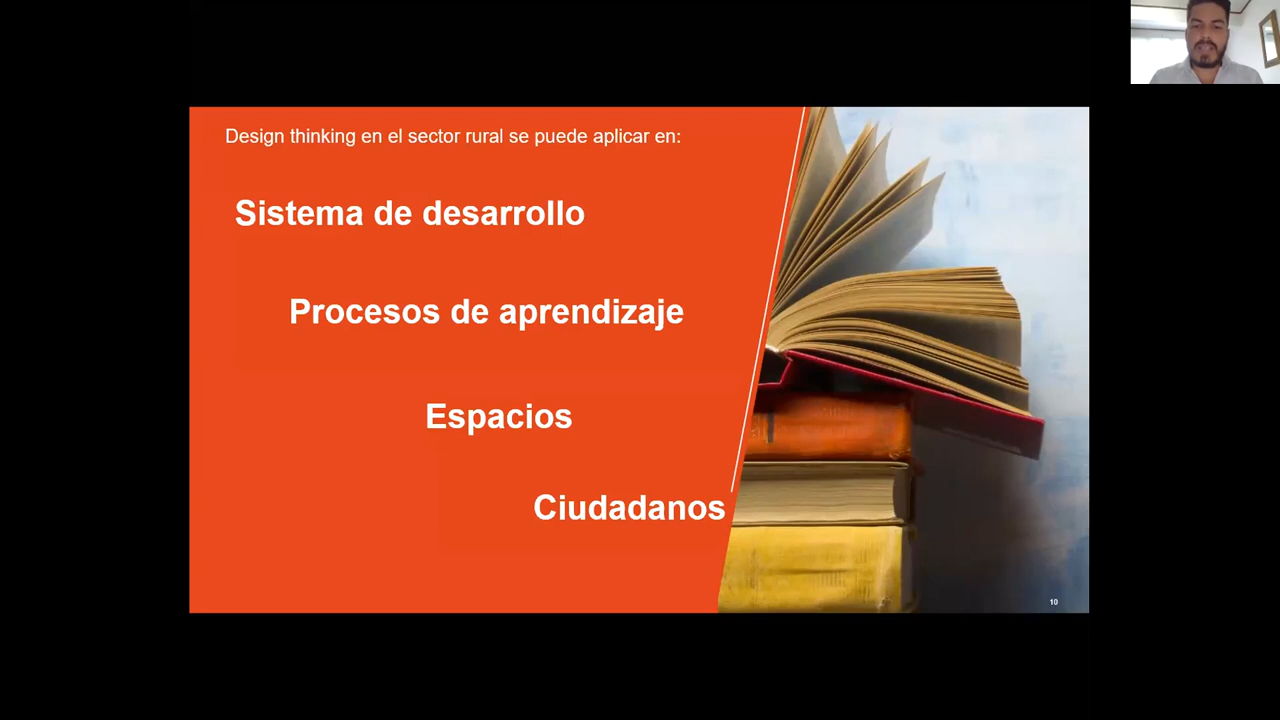 Design thinking en el sector rural se puede aplicar en:
Sistema de desarrollo
Procesos de aprendizaje
Espacios
Ciudadanos
10